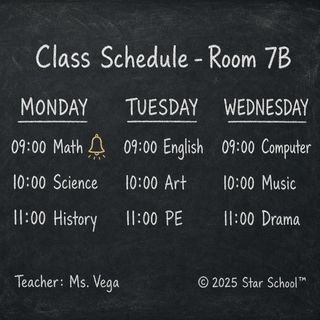 Class Schedule - Room 7B
MONDAY TUESDAY WEDNESDAY
09:00 Math 09:00 English 09:00 Computer
10:00 Science 10:00 Art 10:00 Music
11:00 History 11:00 PE 11:00 Drama
Teacher: Ms. Vega © 2025 Star School™